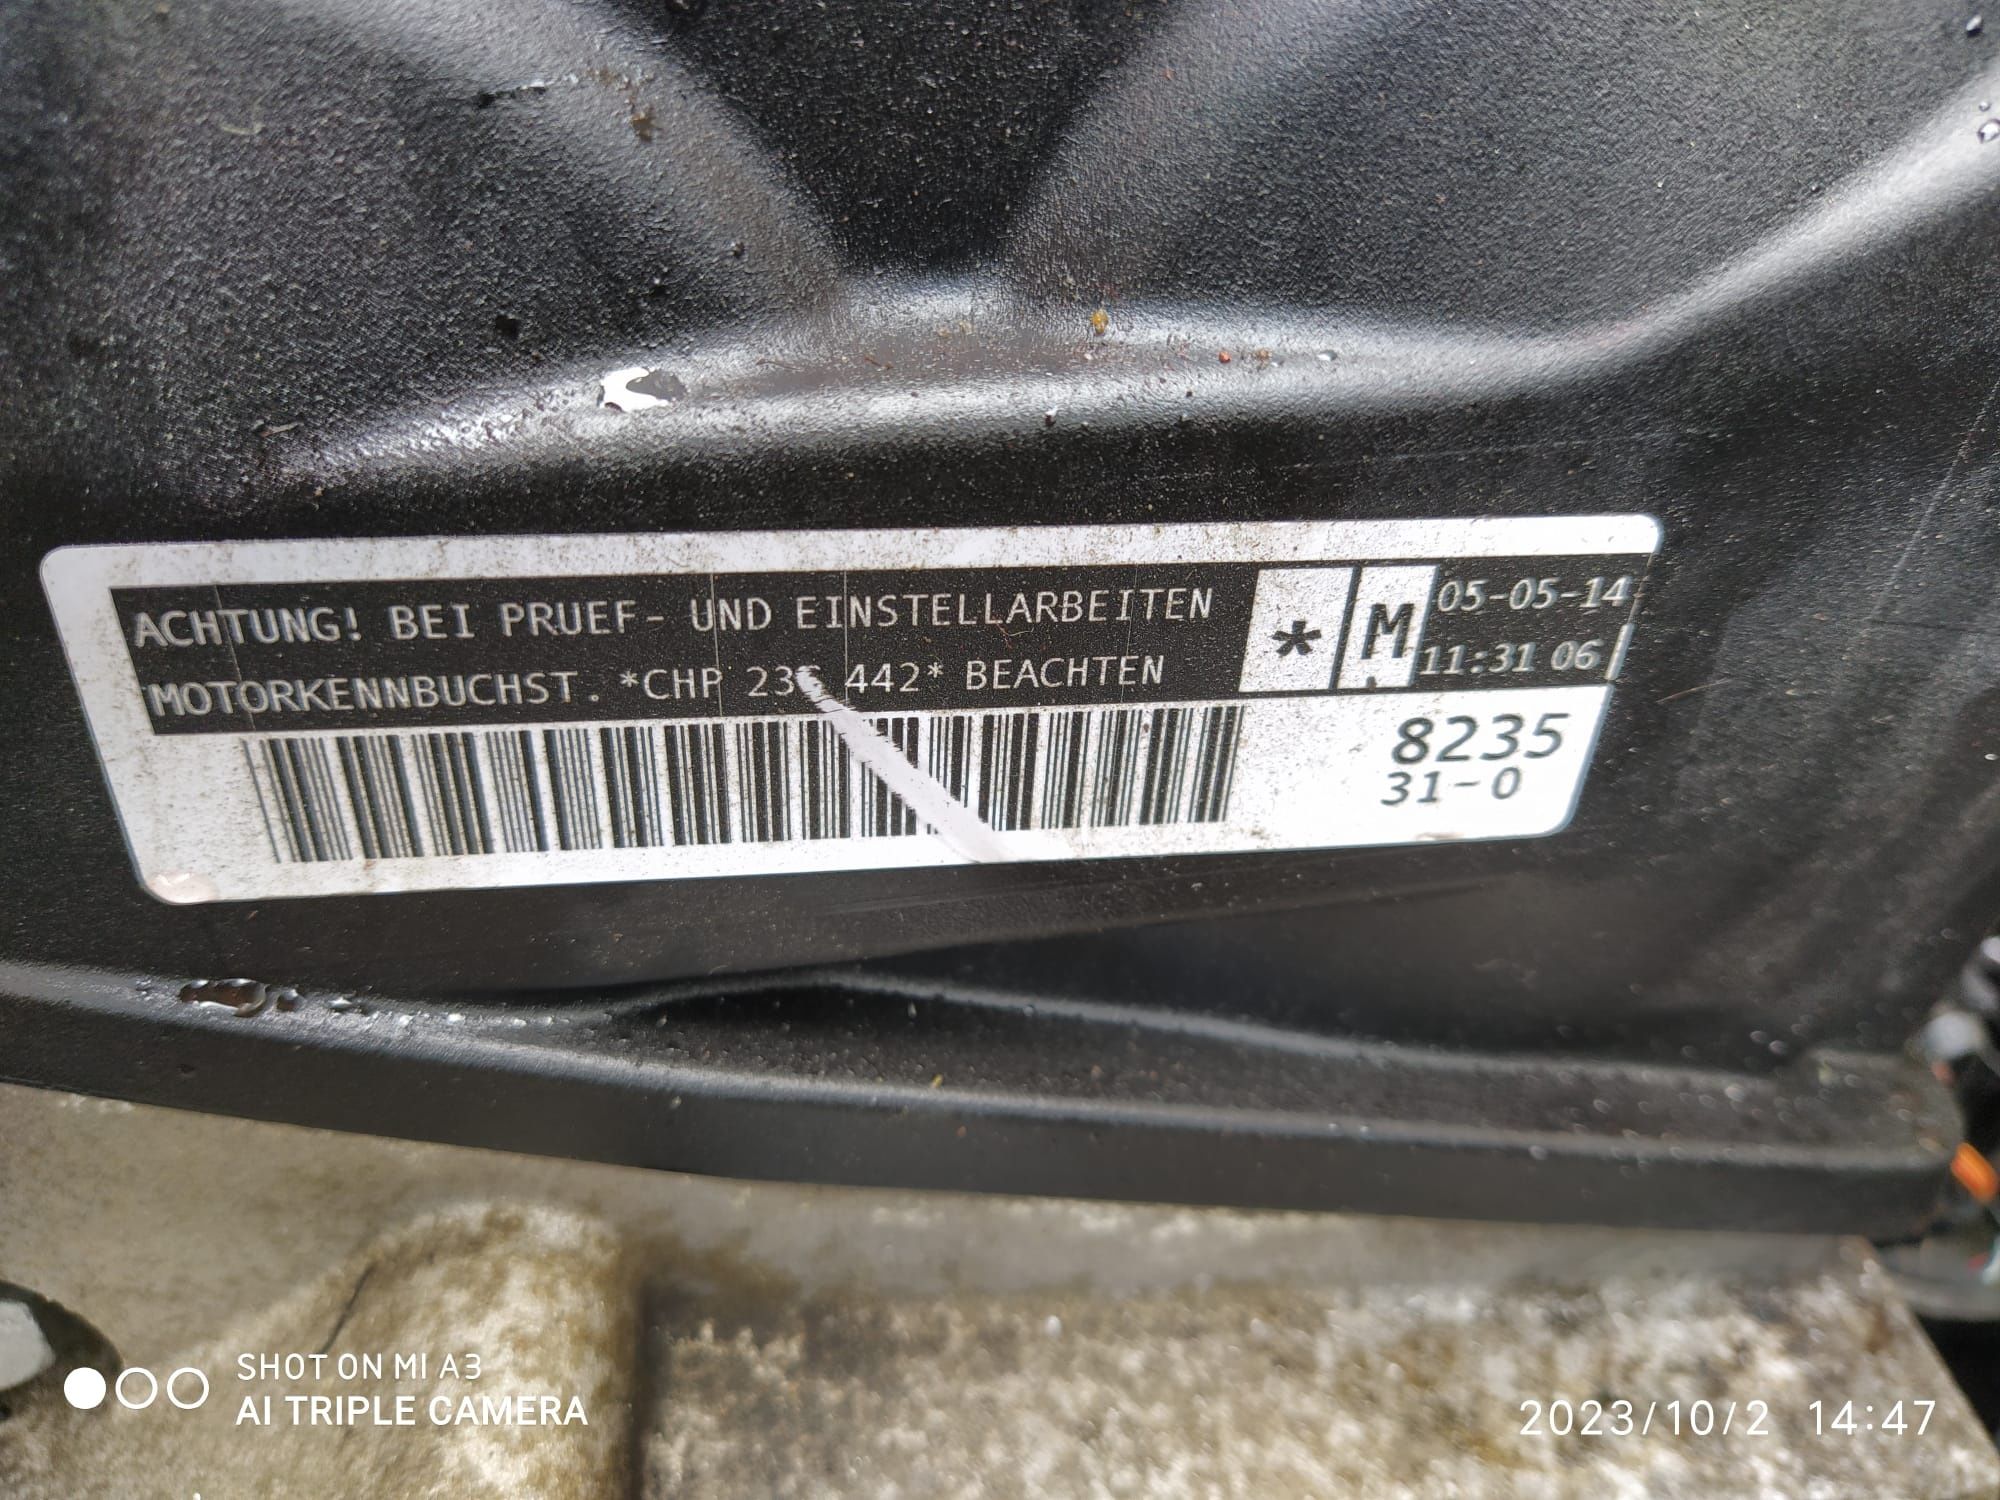 ACHTUNG! BEI PRUEF- UND EINSTELLARBEITEN
MOTORKENNBUCHST. *CHP 442* BEACHTEN
* M
05-05-14
11:31 06
8235
31-0
SHOT ON MI A3
AI TRIPLE CAMERA
2023/10/2 14:47